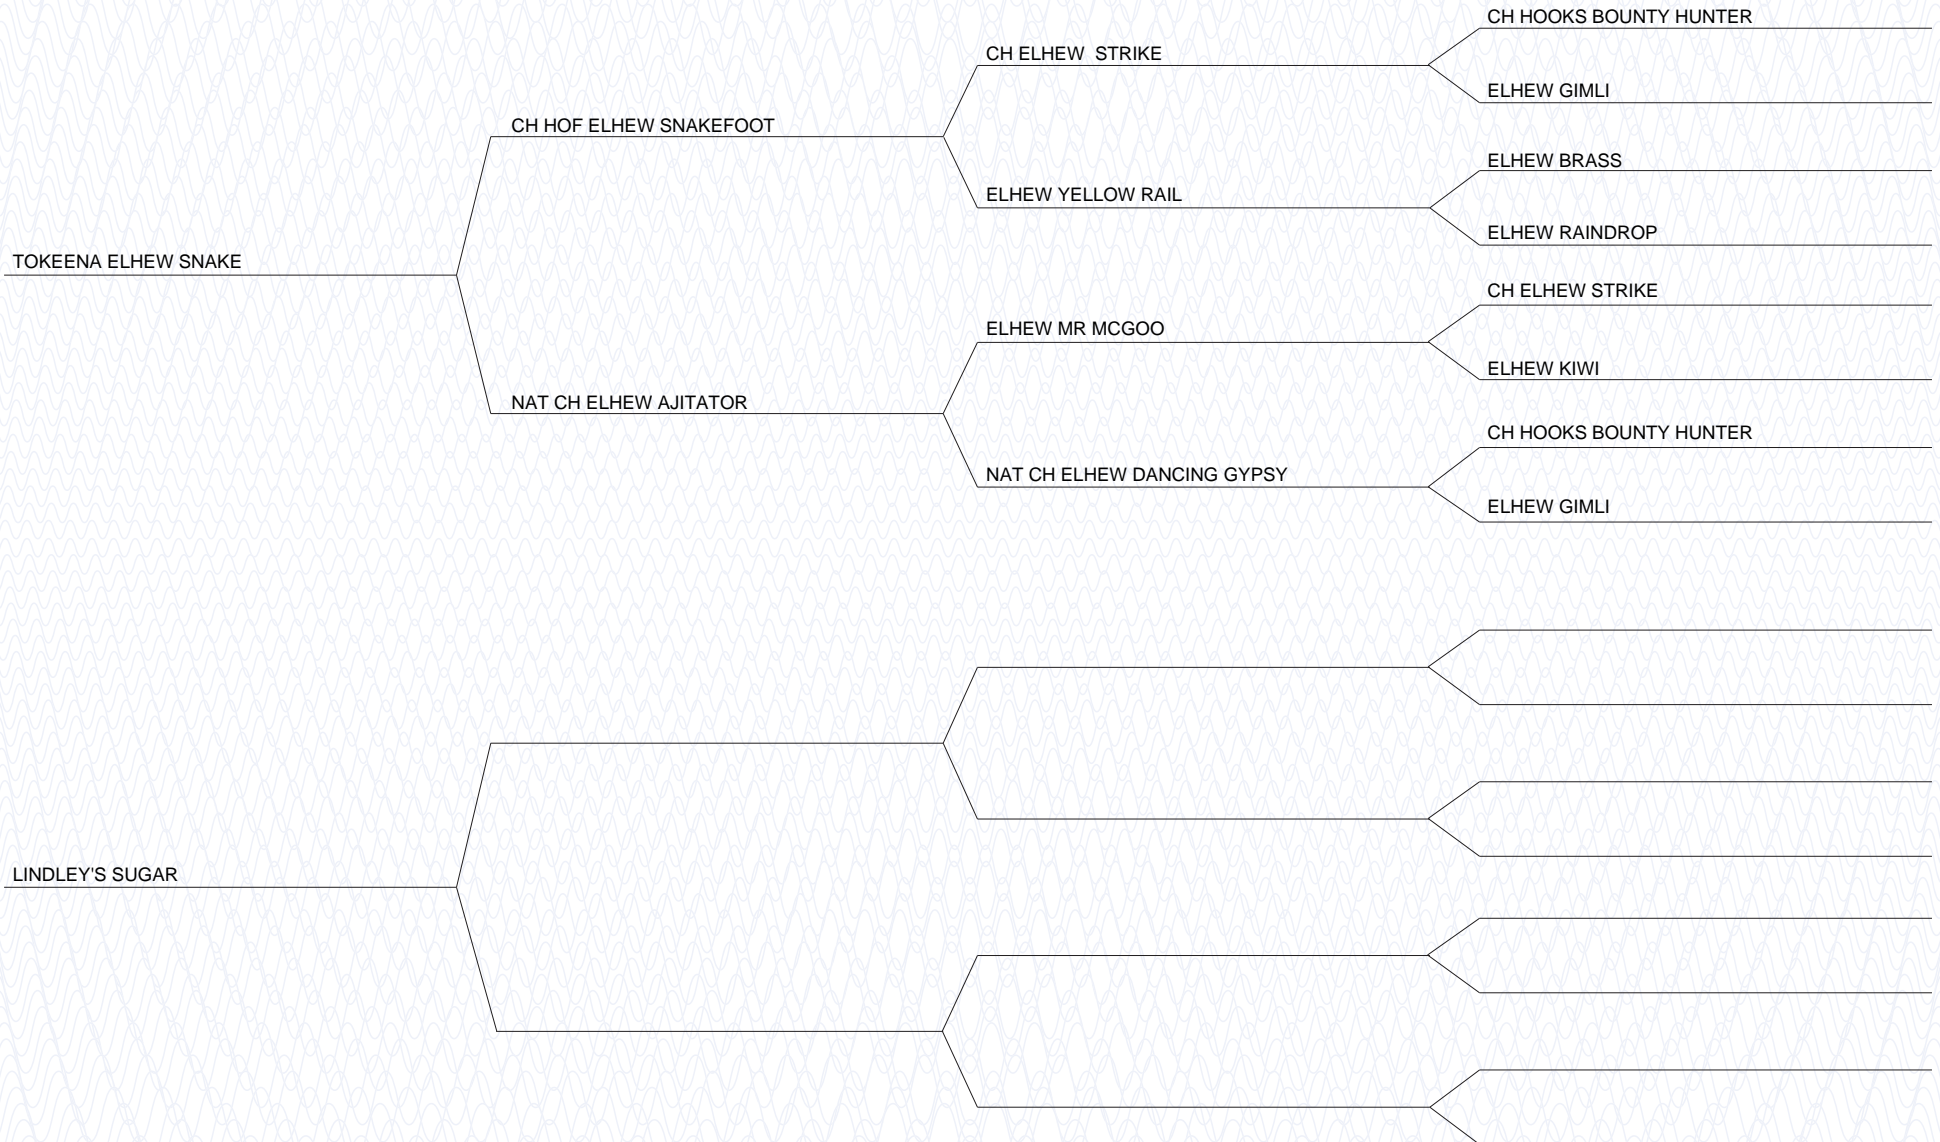 CH HOOKS BOUNTY HUNTER
CH ELHEW  STRIKE
ELHEW GIMLI
CH HOF ELHEW SNAKEFOOT
ELHEW BRASS
ELHEW YELLOW RAIL
ELHEW RAINDROP
TOKEENA ELHEW SNAKE
CH ELHEW STRIKE
ELHEW MR MCGOO
ELHEW KIWI
NAT CH ELHEW AJITATOR
CH HOOKS BOUNTY HUNTER
NAT CH ELHEW DANCING GYPSY
ELHEW GIMLI
LINDLEY'S SUGAR